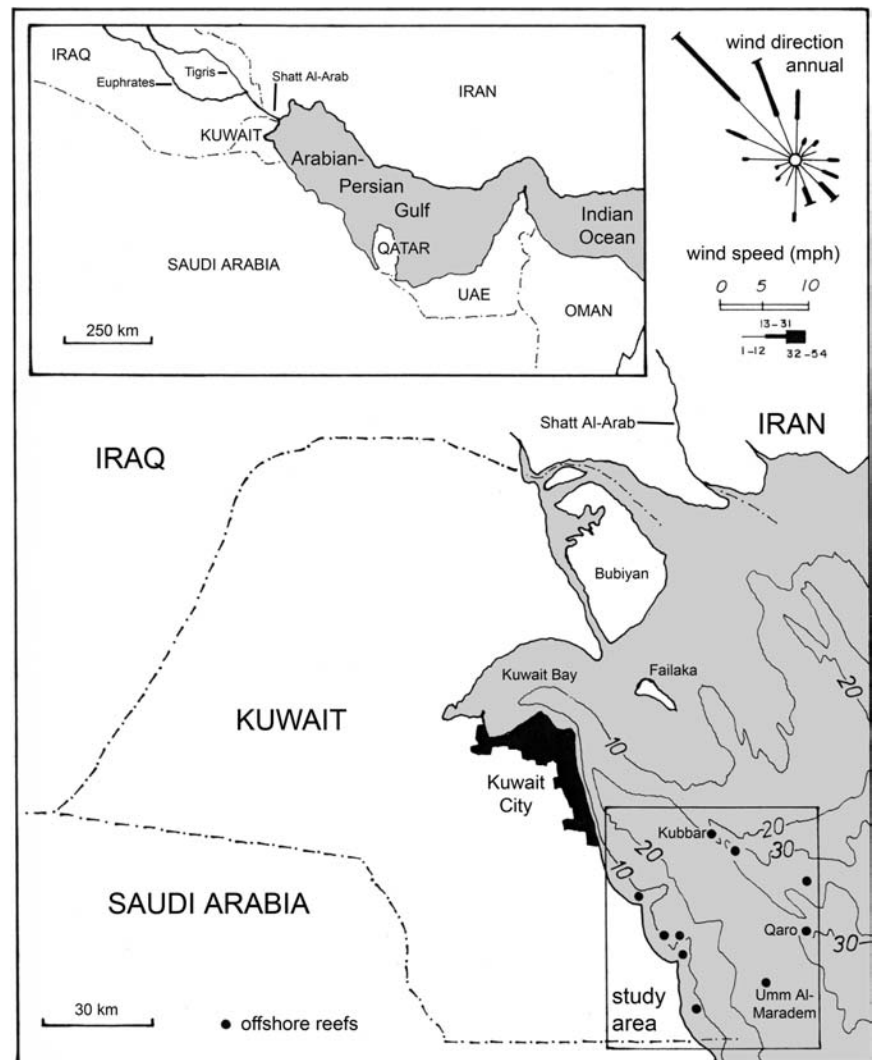 IRAQ
Tigris
Euphrates
Shatt Al-Arab
IRAN
KUWAIT
Arabian-
Persian
Gulf
Indian
Ocean
QATAR
SAUDI ARABIA
UAE
OMAN
250 km
wind direction
annual
wind speed (mph)
0 5 10
13-31
1-12
32-54
Shatt Al-Arab
IRAN
IRAQ
Bubiyan
Kuwait Bay
Failaka
20
10
KUWAIT
Kuwait
City
Kubbar
20
30
20
10
SAUDI ARABIA
Qaro
30
study
area
Umm Al-
Maradem
30 km
offshore reefs